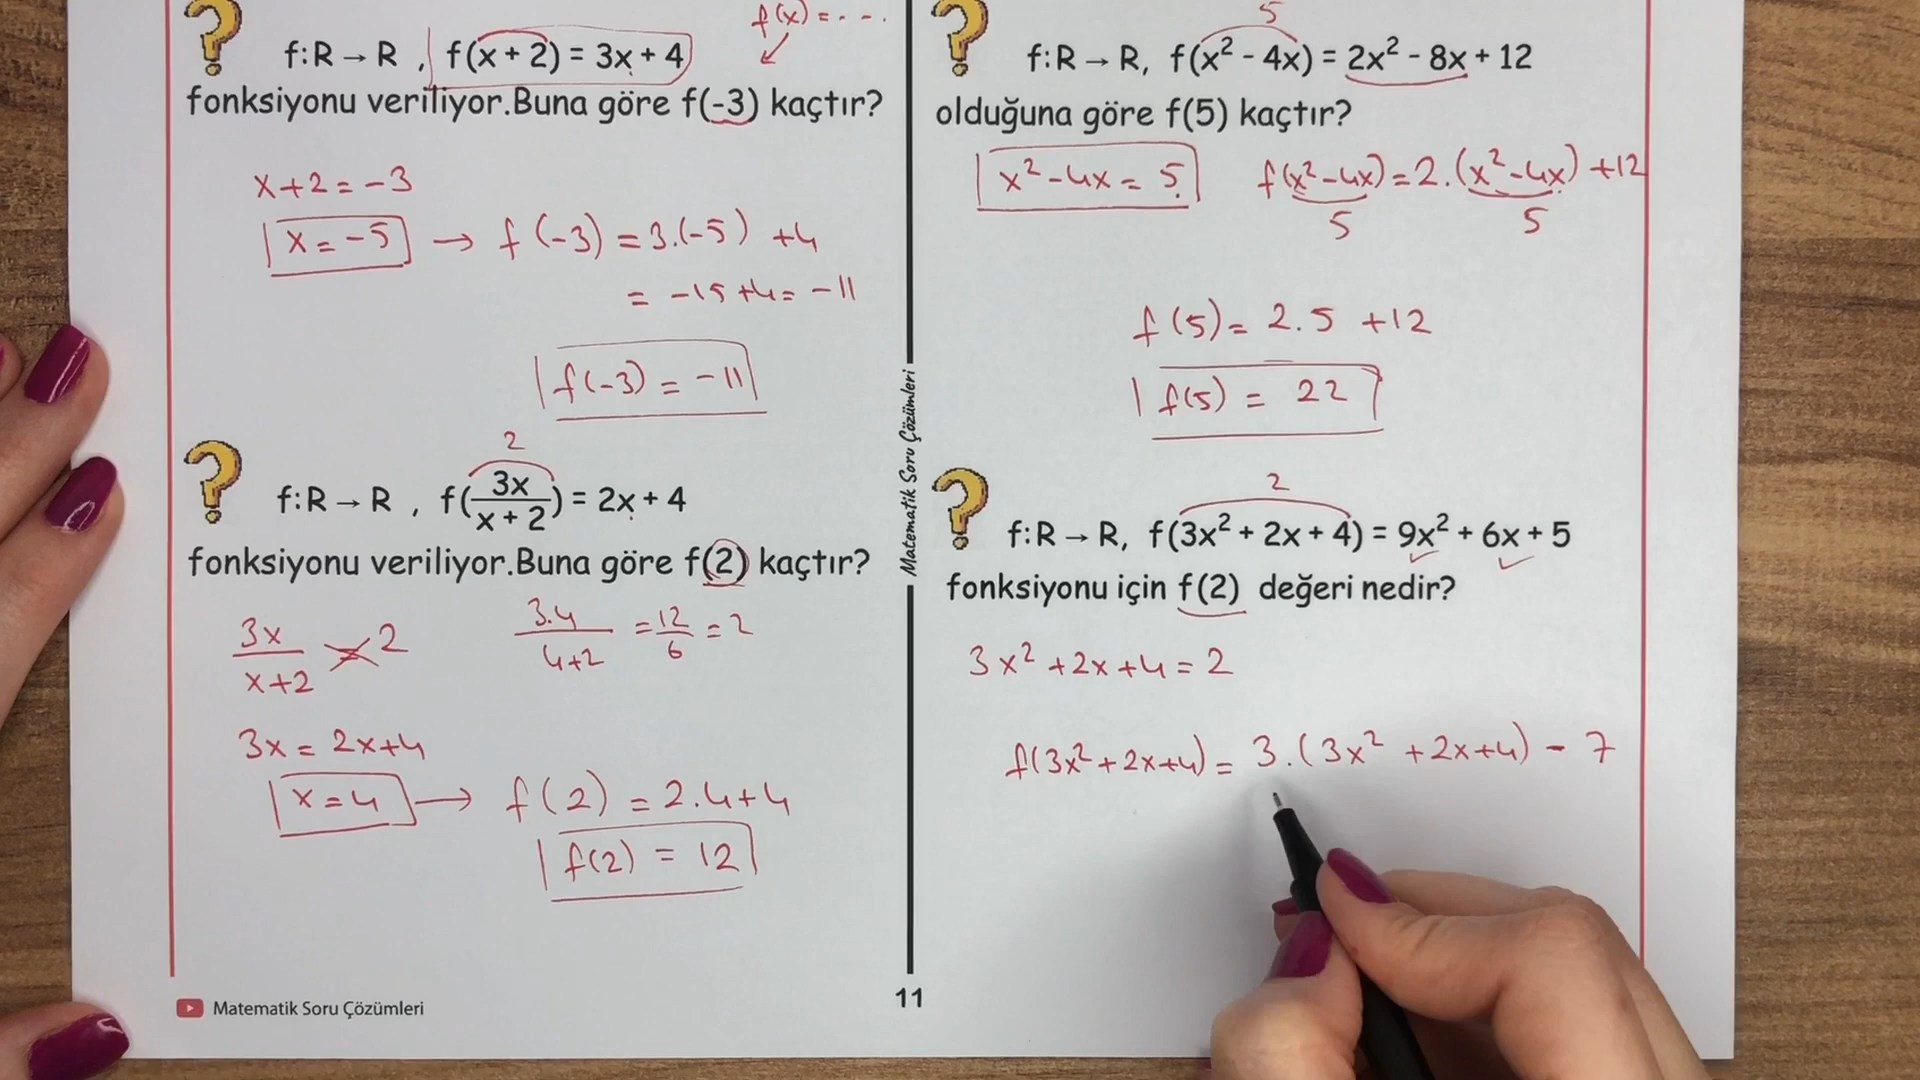 f(x) = . - .
f:R → R , f(x + 2) = 3x + 4
fonksiyonu veriliyor.Buna göre f(-3) kaçtır?
x+2 = -3
x = -5 → f(-3) = 3.(-5) +4
= -15+4 = -11
f(-3) = -11
2
f:R → R , f(3x/(x + 2)) = 2x + 4
fonksiyonu veriliyor.Buna göre f(2) kaçtır?
3x/(x+2) = 2
3.4/(4+2) = 12/6 = 2
3x = 2x+4
x = 4 → f(2) = 2.4+4
f(2) = 12
Matematik Soru Çözümleri
Matematik Soru Çözümleri
11
5
f:R → R, f(x² - 4x) = 2x² - 8x + 12
olduğuna göre f(5) kaçtır?
x² - 4x = 5
f(x² - 4x) = 2.(x² - 4x) + 12
5 5
f(5) = 2.5 +12
f(5) = 22
2
f:R → R, f(3x² + 2x + 4) = 9x² + 6x + 5
fonksiyonu için f(2) değeri nedir?
3x² +2x+4 = 2
f(3x²+2x+4) = 3.(3x² +2x+4) - 7